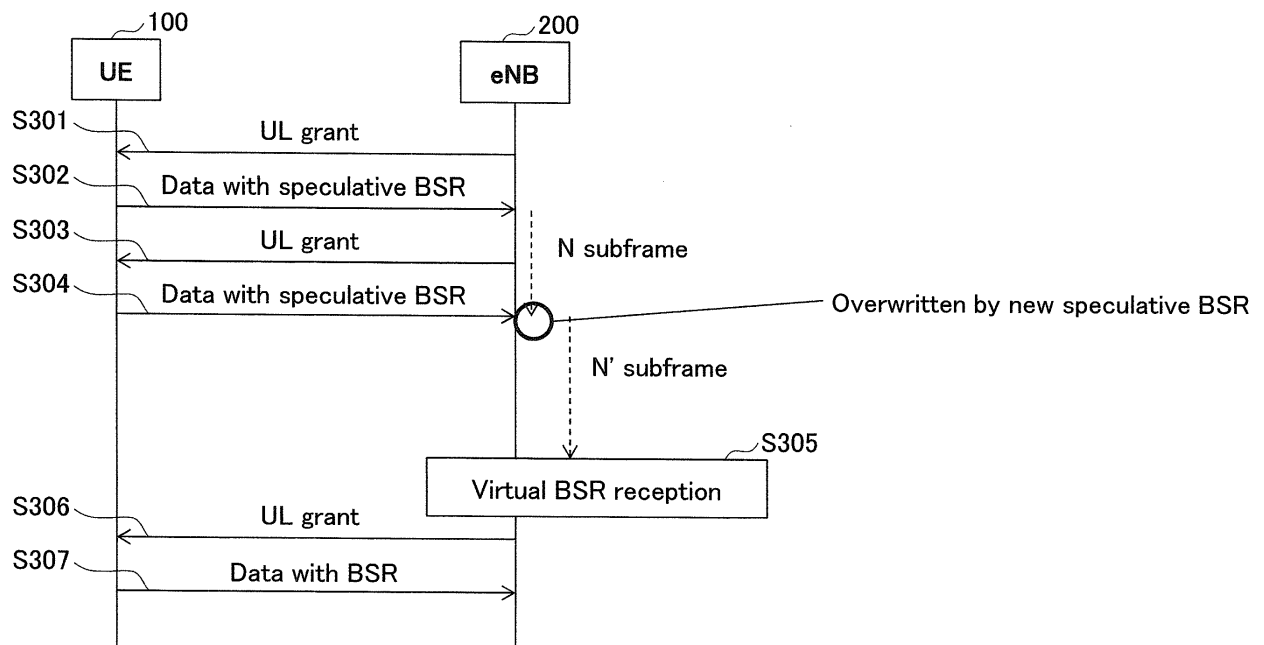 100
200
UE
eNB
S301
UL grant
S302
Data with speculative BSR
S303
UL grant
N subframe
S304
Data with speculative BSR
Overwritten by new speculative BSR
N' subframe
S305
Virtual BSR reception
S306
UL grant
S307
Data with BSR